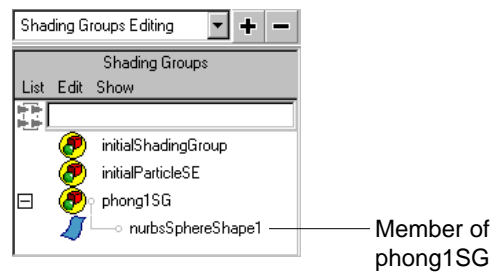 Shading Groups Editing
Shading Groups
List Edit Show
initialShadingGroup
initialParticleSE
phong1SG
nurbsSphereShape1
Member of
phong1SG